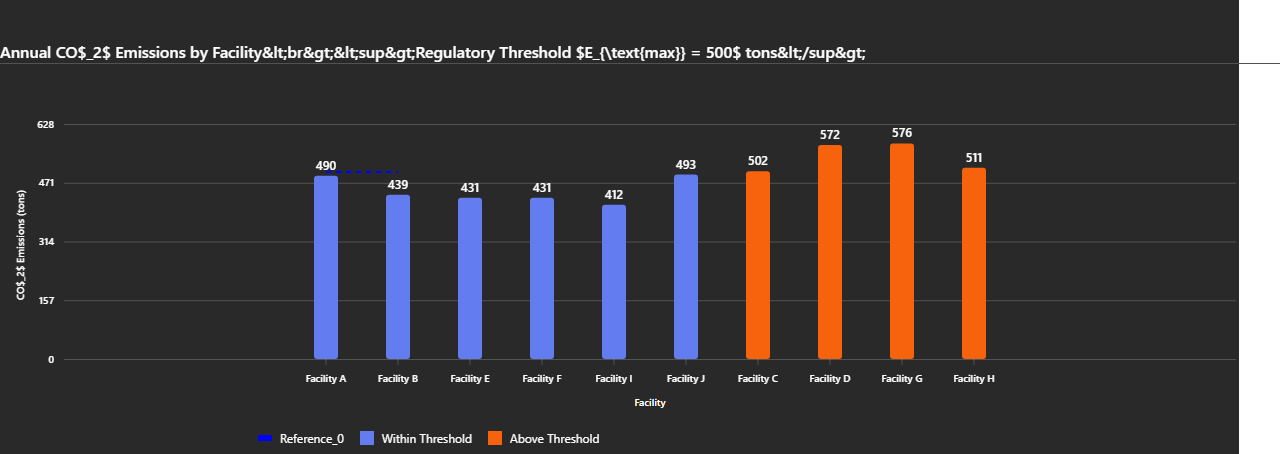 Annual CO$_2$ Emissions by Facility&lt;br&gt;&lt;sup&gt;Regulatory Threshold $E_{\text{max}} = 500$ tons&lt;/sup&gt;
628
471
314
157
0
CO$_2$ Emissions (tons)
490
439
431
431
412
493
502
572
576
511
Facility A
Facility B
Facility E
Facility F
Facility I
Facility J
Facility C
Facility D
Facility G
Facility H
Facility
Reference_0
Within Threshold
Above Threshold